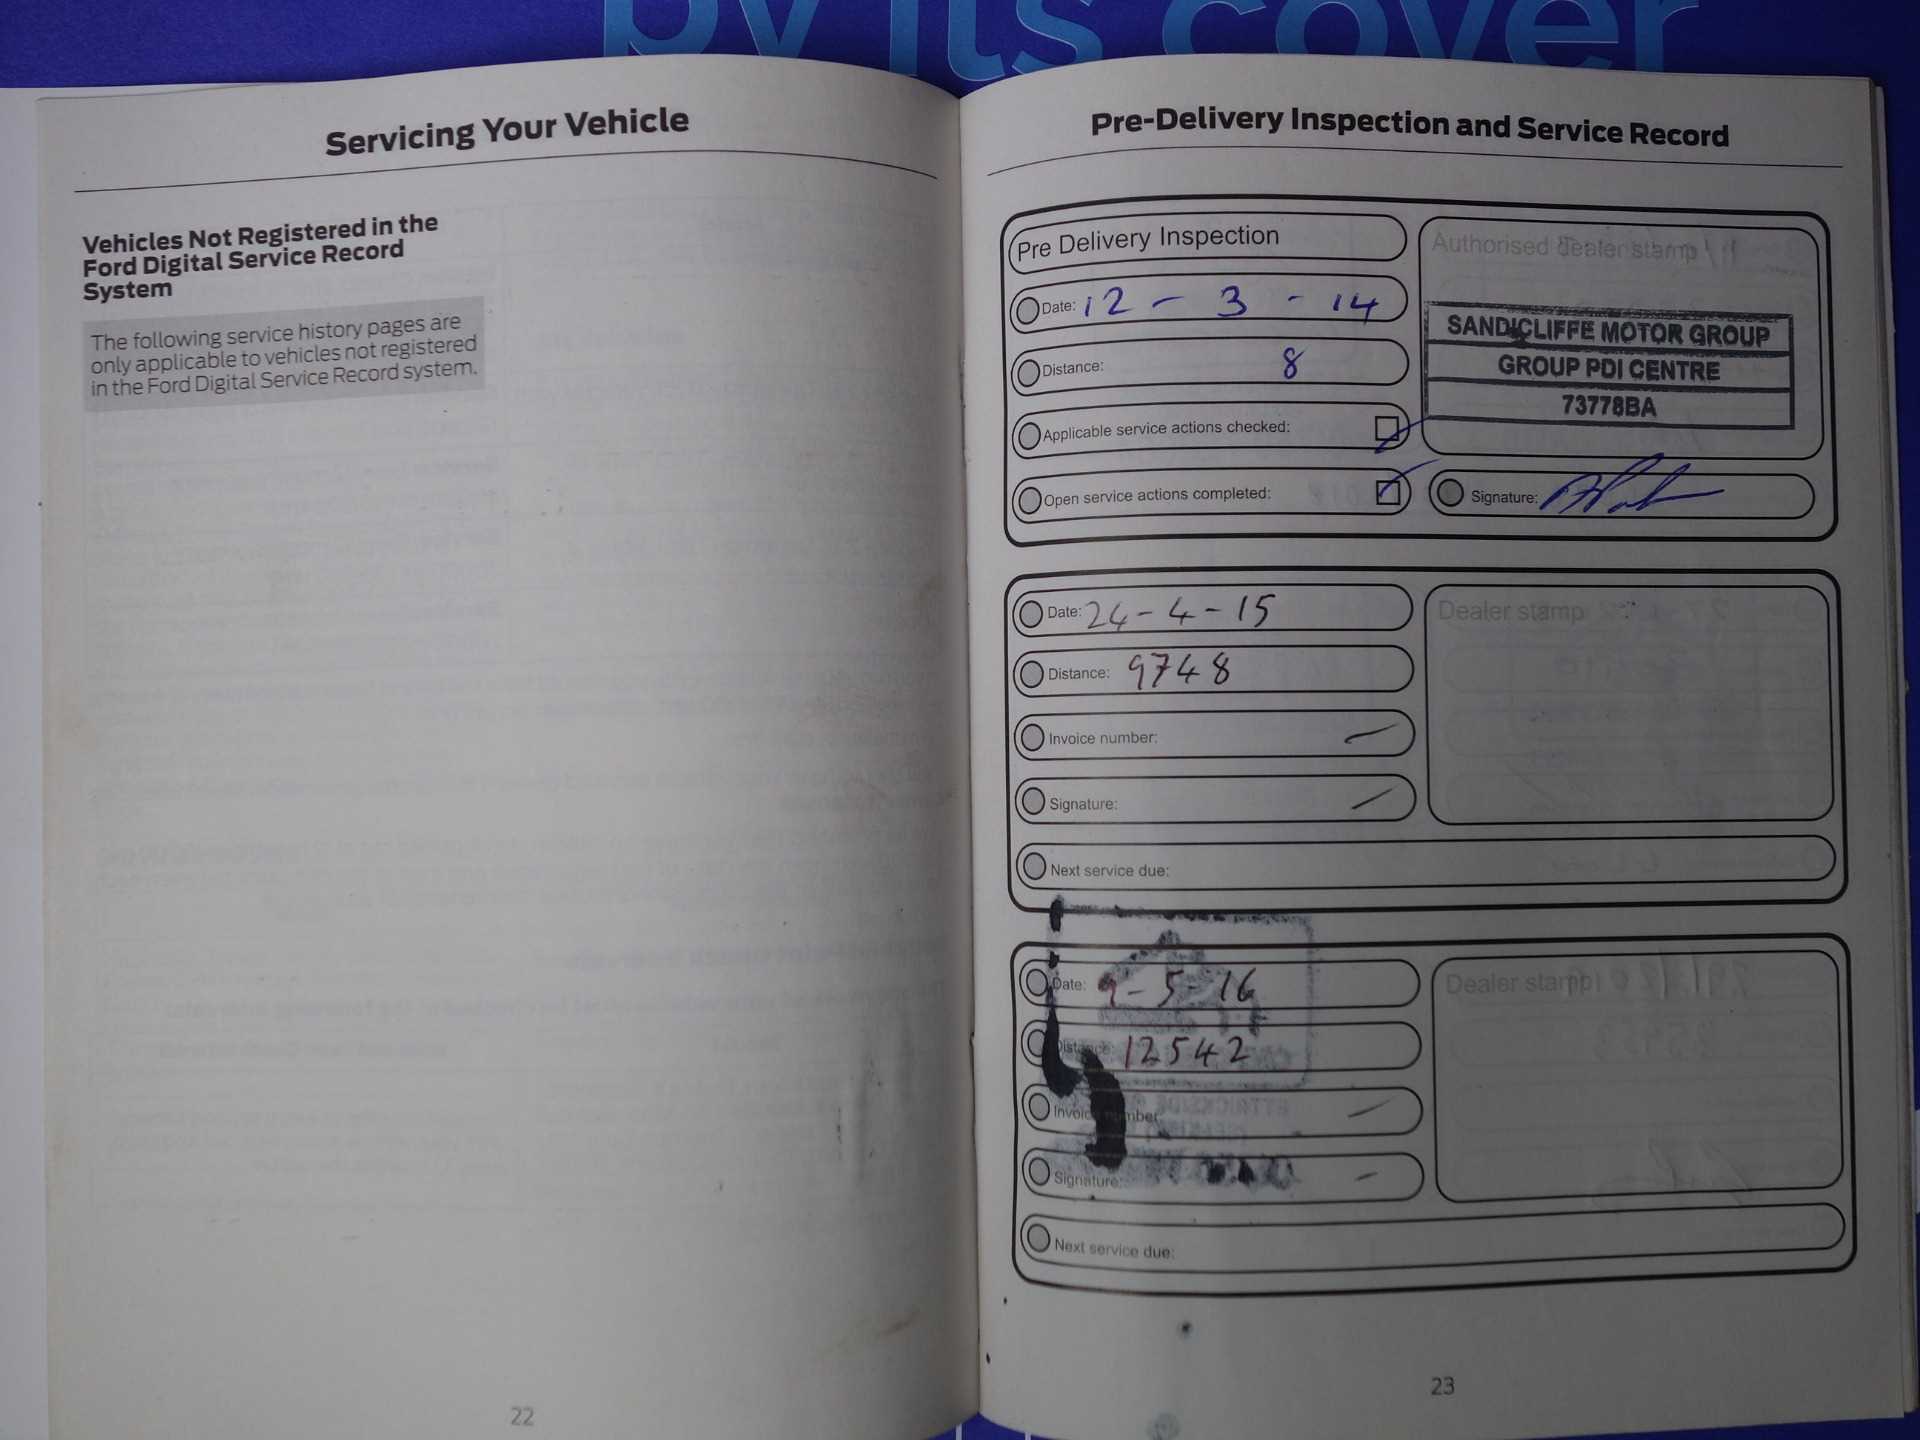 by its cover
Servicing Your Vehicle
Vehicles Not Registered in the
Ford Digital Service Record
System
The following service history pages are
only applicable to vehicles not registered
in the Ford Digital Service Record system.
22
Pre-Delivery Inspection and Service Record
Pre Delivery Inspection
Date: 12 - 3 - 14
Distance: 8
Applicable service actions checked:
Open service actions completed:
Authorised dealer stamp
SANDICLIFFE MOTOR GROUP
GROUP PDI CENTRE
73778BA
Signature:
Date: 24 - 4 - 15
Distance: 9748
Invoice number: –
Signature: –
Next service due:
Dealer stamp
Date: 9 - 5 - 16
Distance: 12542
Invoice number: –
Signature: –
Next service due:
Dealer stamp
23